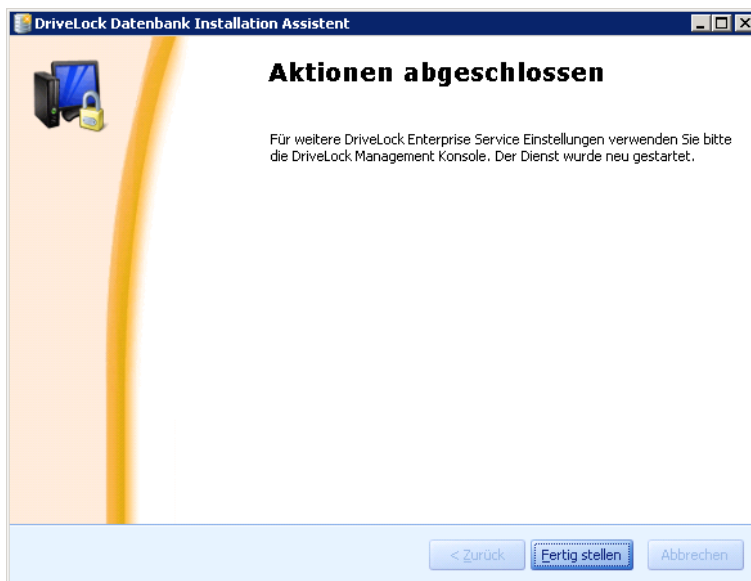 DriveLock Datenbank Installation Assistent
Aktionen abgeschlossen
Für weitere DriveLock Enterprise Service Einstellungen verwenden Sie bitte
die DriveLock Management Konsole. Der Dienst wurde neu gestartet.
< Zurück
Fertig stellen
Abbrechen